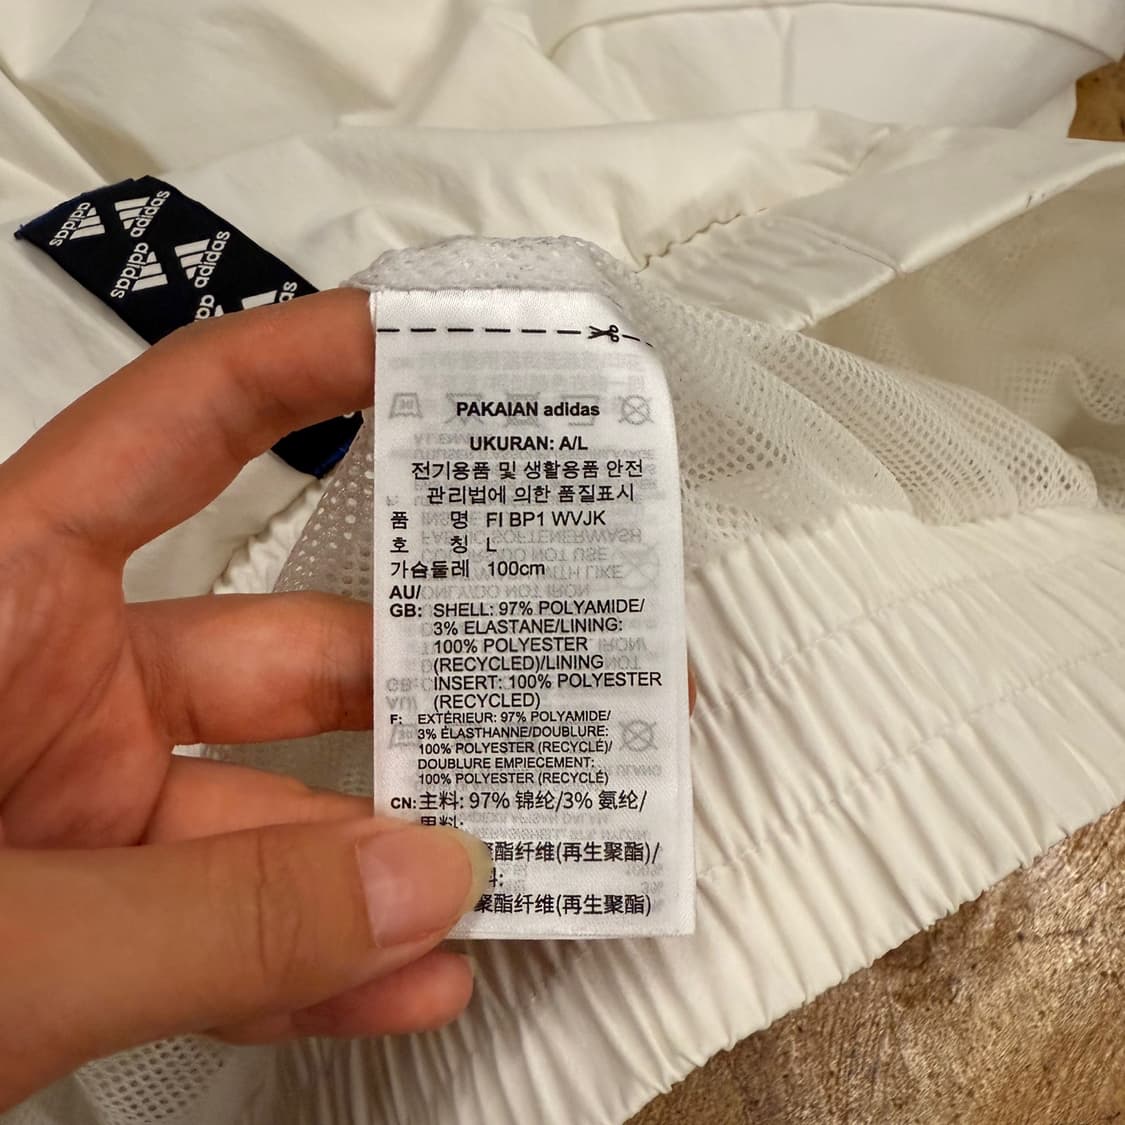 adidas
adidas
adidas
adidas
PAKAIAN adidas
UKURAN: A/L
전기용품 및 생활용품 안전
관리법에 의한 품질표시
품 명 FI BP1 WVJK
호 칭 L
가슴둘레 100cm
AU/
GB: SHELL: 97% POLYAMIDE/
3% ELASTANE/LINING:
100% POLYESTER
(RECYCLED)/LINING
INSERT: 100% POLYESTER
(RECYCLED)
F: EXTÉRIEUR: 97% POLYAMIDE/
3% ÉLASTHANNE/DOUBLURE:
100% POLYESTER (RECYCLÉ)/
DOUBLURE EMPIECEMENT:
100% POLYESTER (RECYCLÉ)
CN: 主料: 97% 锦纶/3% 氨纶/
聚酯纤维(再生聚酯)/
聚酯纤维(再生聚酯)